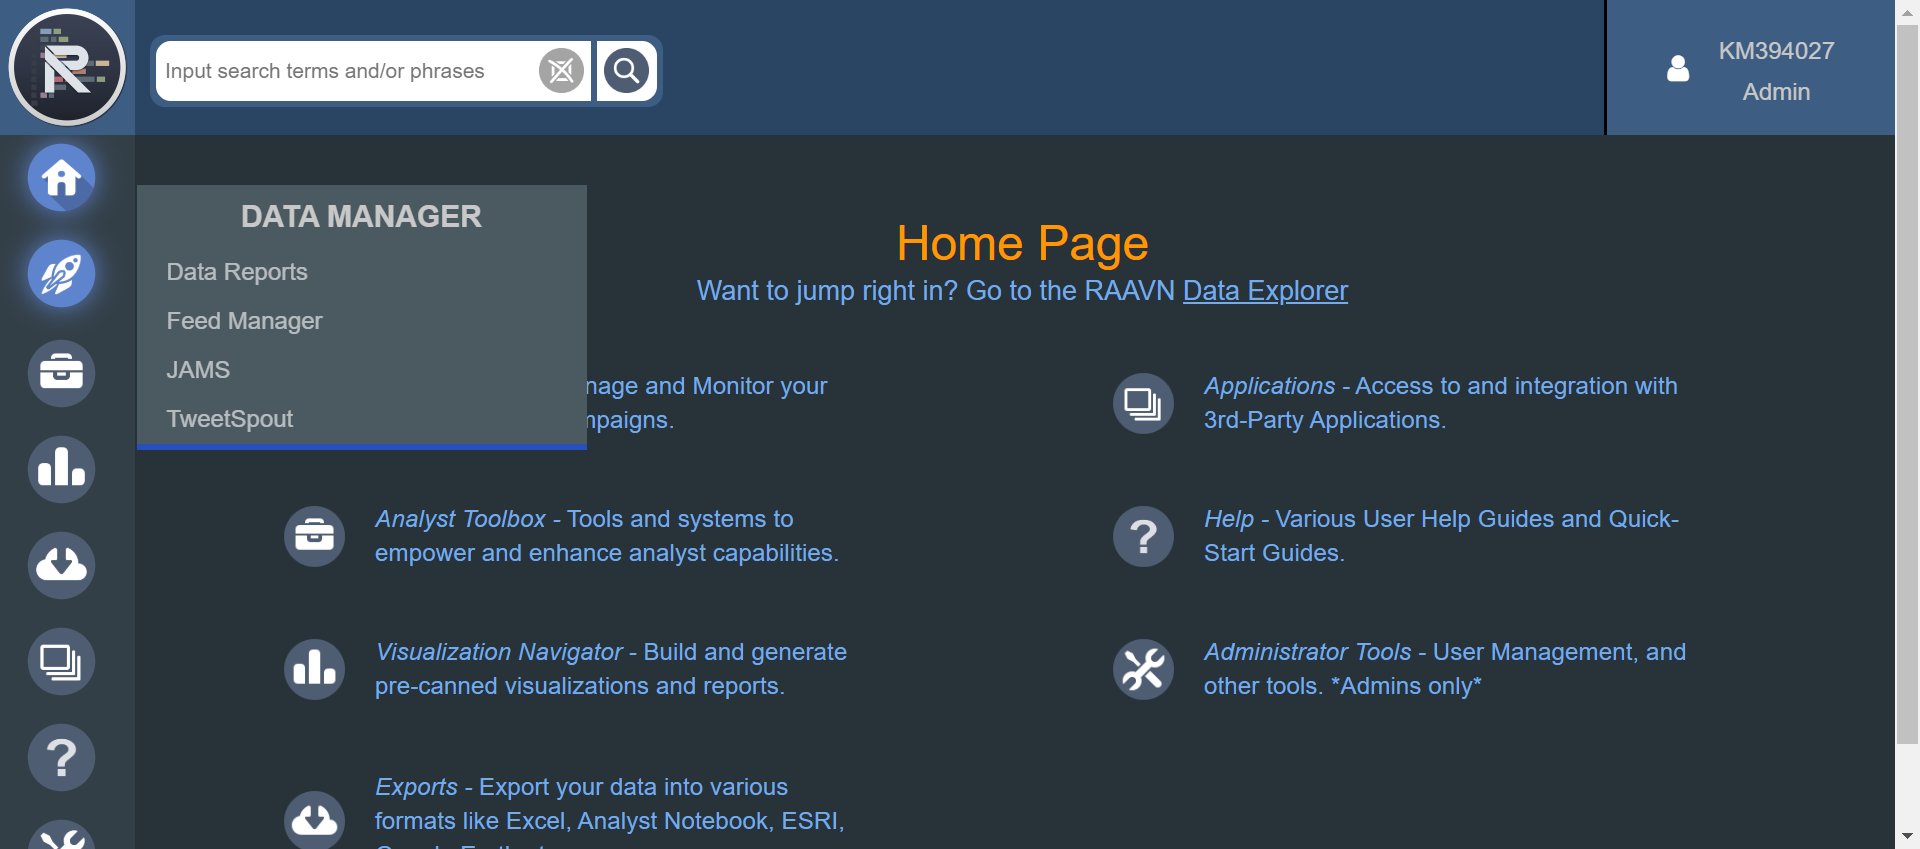 Input search terms and/or phrases
KM394027
Admin
DATA MANAGER
Data Reports
Feed Manager
JAMS
TweetSpout
Home Page
Want to jump right in? Go to the RAAVN Data Explorer
and Monitor your
Applications - Access to and integration with
3rd-Party Applications.
Analyst Toolbox - Tools and systems to
empower and enhance analyst capabilities.
Help - Various User Help Guides and Quick-
Start Guides.
Visualization Navigator - Build and generate
pre-canned visualizations and reports.
Administrator Tools - User Management, and
other tools. *Admins only*
Exports - Export your data into various
formats like Excel, Analyst Notebook, ESRI,